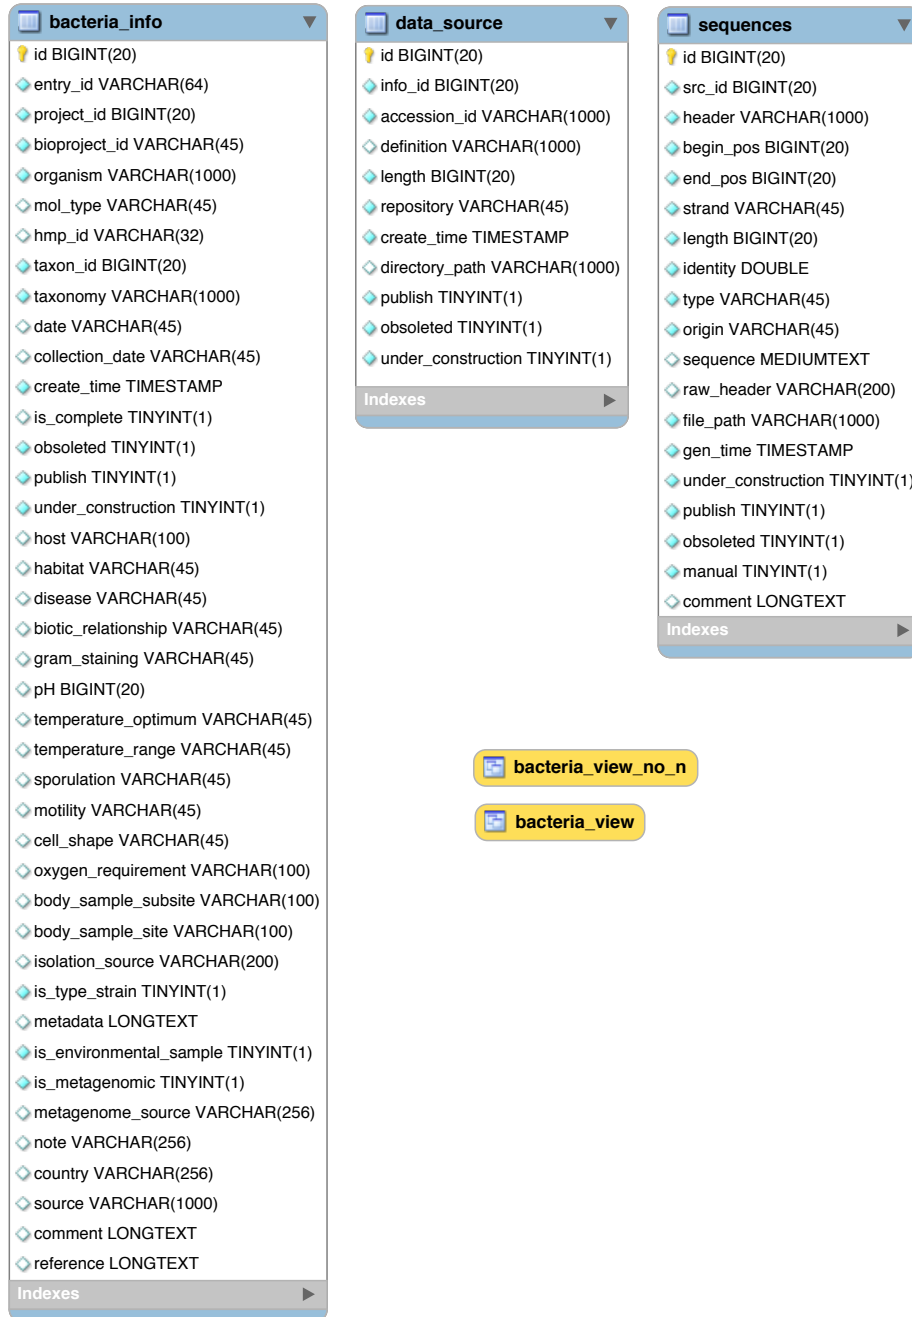 bacteria_info
id BIGINT(20)
entry_id VARCHAR(64)
project_id BIGINT(20)
bioproject_id VARCHAR(45)
organism VARCHAR(1000)
mol_type VARCHAR(45)
hmp_id VARCHAR(32)
taxon_id BIGINT(20)
taxonomy VARCHAR(1000)
date VARCHAR(45)
collection_date VARCHAR(45)
create_time TIMESTAMP
is_complete TINYINT(1)
obsoleted TINYINT(1)
publish TINYINT(1)
under_construction TINYINT(1)
host VARCHAR(100)
habitat VARCHAR(45)
disease VARCHAR(45)
biotic_relationship VARCHAR(45)
gram_staining VARCHAR(45)
pH BIGINT(20)
temperature_optimum VARCHAR(45)
temperature_range VARCHAR(45)
sporulation VARCHAR(45)
motility VARCHAR(45)
cell_shape VARCHAR(45)
oxygen_requirement VARCHAR(100)
body_sample_subsite VARCHAR(100)
body_sample_site VARCHAR(100)
isolation_source VARCHAR(200)
is_type_strain TINYINT(1)
metadata LONGTEXT
is_environmental_sample TINYINT(1)
is_metagenomic TINYINT(1)
metagenome_source VARCHAR(256)
note VARCHAR(256)
country VARCHAR(256)
source VARCHAR(1000)
comment LONGTEXT
reference LONGTEXT
Indexes
data_source
id BIGINT(20)
info_id BIGINT(20)
accession_id VARCHAR(1000)
definition VARCHAR(1000)
length BIGINT(20)
repository VARCHAR(45)
create_time TIMESTAMP
directory_path VARCHAR(1000)
publish TINYINT(1)
obsoleted TINYINT(1)
under_construction TINYINT(1)
Indexes
sequences
id BIGINT(20)
src_id BIGINT(20)
header VARCHAR(1000)
begin_pos BIGINT(20)
end_pos BIGINT(20)
strand VARCHAR(45)
length BIGINT(20)
identity DOUBLE
type VARCHAR(45)
origin VARCHAR(45)
sequence MEDIUMTEXT
raw_header VARCHAR(200)
file_path VARCHAR(1000)
gen_time TIMESTAMP
under_construction TINYINT(1)
publish TINYINT(1)
obsoleted TINYINT(1)
manual TINYINT(1)
comment LONGTEXT
Indexes
bacteria_view_no_n
bacteria_view